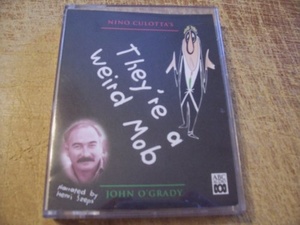 NINO CULOTTA'S
They're a
weird Mob
narrated by
Henri Szeps
JOHN O'GRADY
ABC